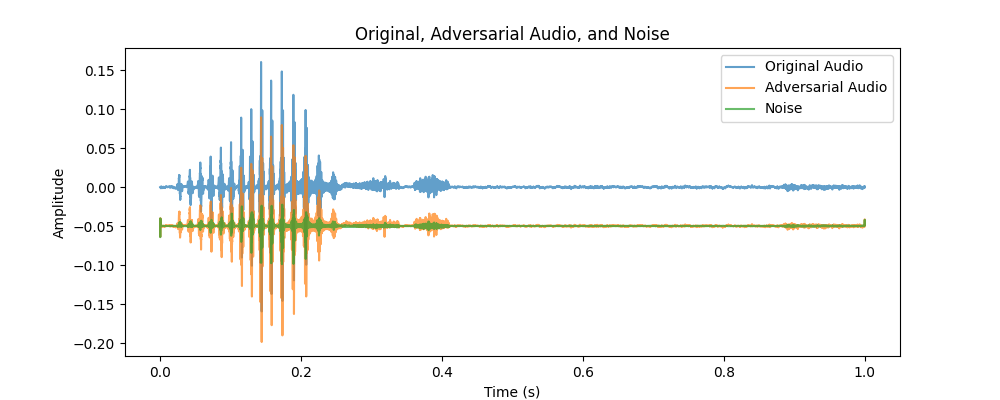 Original, Adversarial Audio, and Noise
Original Audio
Adversarial Audio
Noise
Amplitude
0.15
0.10
0.05
0.00
−0.05
−0.10
−0.15
−0.20
0.0 0.2 0.4 0.6 0.8 1.0
Time (s)